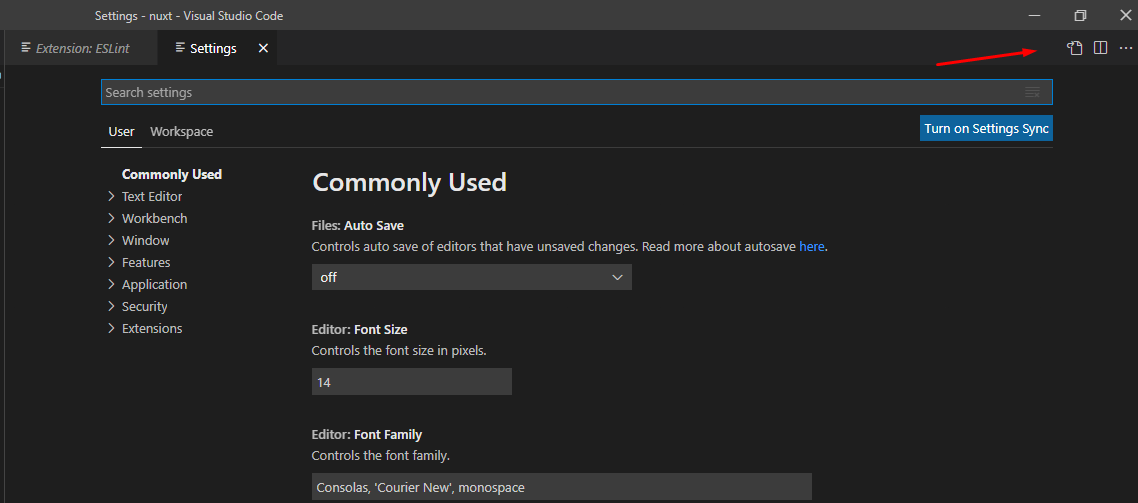 Settings - nuxt - Visual Studio Code
Extension: ESLint
Settings
Search settings
User
Workspace
Turn on Settings Sync
Commonly Used
Text Editor
Workbench
Window
Features
Application
Security
Extensions
Commonly Used
Files: Auto Save
Controls auto save of editors that have unsaved changes. Read more about autosave here.
off
Editor: Font Size
Controls the font size in pixels.
14
Editor: Font Family
Controls the font family.
Consolas, 'Courier New', monospace